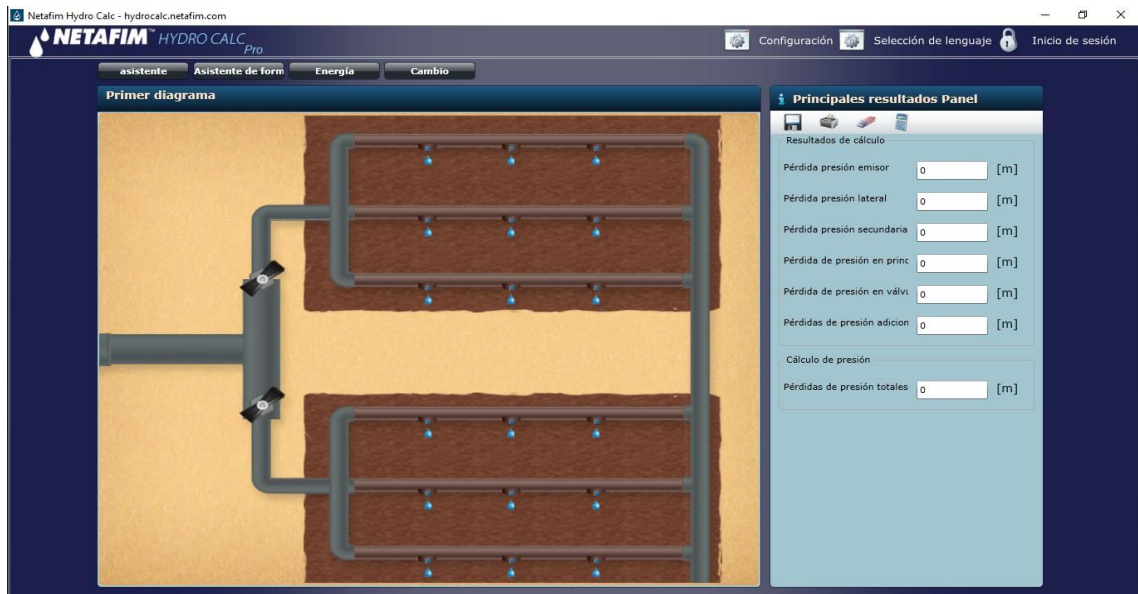 Netafim Hydro Calc - hydrocalc.netafim.com
NETAFIM™ HYDRO CALC Pro
Configuración
Selección de lenguaje
Inicio de sesión
asistente
Asistente de form
Energía
Cambio
Primer diagrama
Principales resultados Panel
Resultados de cálculo
Pérdida presión emisor 0 [m]
Pérdida presión lateral 0 [m]
Pérdida presión secundaria 0 [m]
Pérdida de presión en princ 0 [m]
Pérdida de presión en válvu 0 [m]
Pérdidas de presión adicion 0 [m]
Cálculo de presión
Pérdidas de presión totales 0 [m]